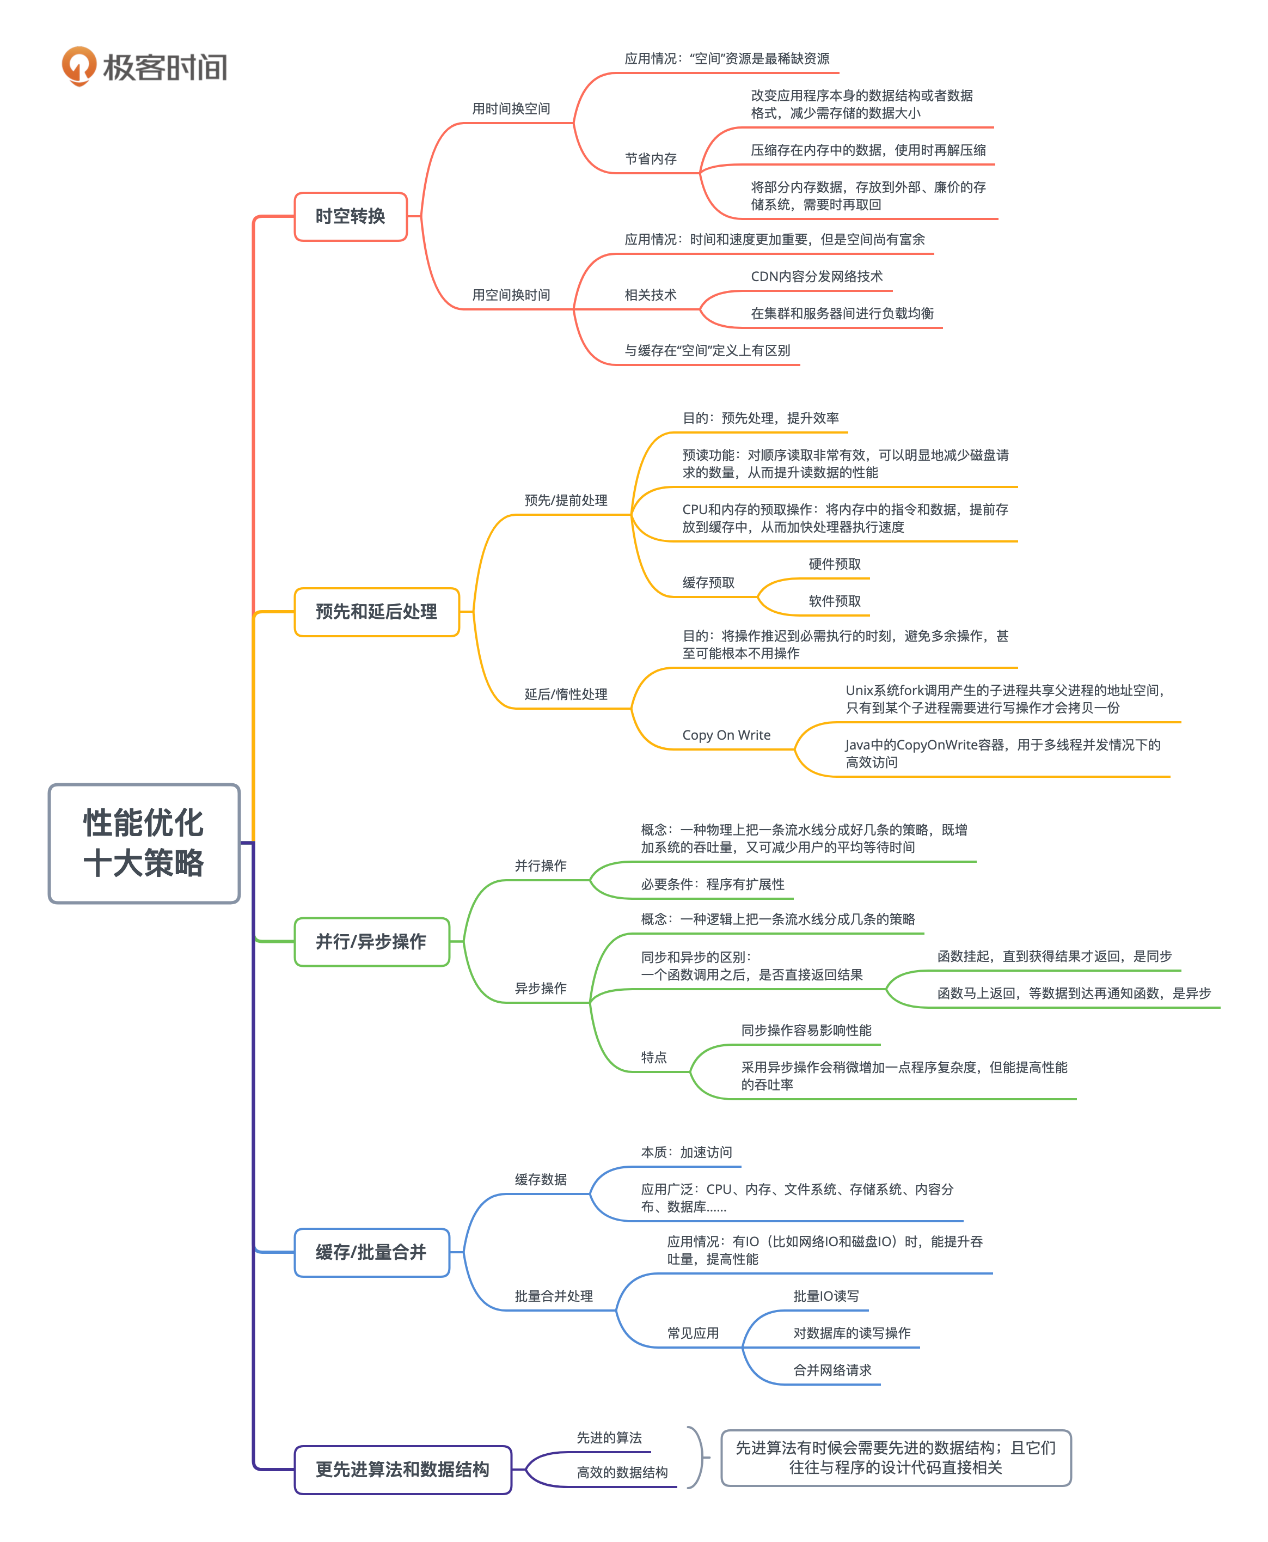 极客时间
性能优化
十大策略
时空转换
用时间换空间
应用情况：“空间”资源是最稀缺资源
节省内存
改变应用程序本身的数据结构或者数据
格式，减少需存储的数据大小
压缩存在内存中的数据，使用时再解压缩
将部分内存数据，存放到外部、廉价的存
储系统，需要时再取回
用空间换时间
应用情况：时间和速度更加重要，但是空间尚有富余
相关技术
CDN内容分发网络技术
在集群和服务器间进行负载均衡
与缓存在“空间”定义上有区别
预先和延后处理
预先/提前处理
目的：预先处理，提升效率
预读功能：对顺序读取非常有效，可以明显地减少磁盘请
求的数量，从而提升读数据的性能
CPU和内存的预取操作：将内存中的指令和数据，提前存
放到缓存中，从而加快处理器执行速度
缓存预取
硬件预取
软件预取
延后/惰性处理
目的：将操作推迟到必需执行的时刻，避免多余操作，甚
至可能根本不用操作
Copy On Write
Unix系统fork调用产生的子进程共享父进程的地址空间，
只有到某个子进程需要进行写操作才会拷贝一份
Java中的CopyOnWrite容器，用于多线程并发情况下的
高效访问
并行/异步操作
并行操作
概念：一种物理上把一条流水线分成好几条的策略，既增
加系统的吞吐量，又可减少用户的平均等待时间
必要条件：程序有扩展性
异步操作
概念：一种逻辑上把一条流水线分成几条的策略
同步和异步的区别：
一个函数调用之后，是否直接返回结果
函数挂起，直到获得结果才返回，是同步
函数马上返回，等数据到达再通知函数，是异步
特点
同步操作容易影响性能
采用异步操作会稍微增加一点程序复杂度，但能提高性能
的吞吐率
缓存/批量合并
缓存数据
本质：加速访问
应用广泛：CPU、内存、文件系统、存储系统、内容分
布、数据库......
批量合并处理
应用情况：有IO（比如网络IO和磁盘IO）时，能提升吞
吐量，提高性能
常见应用
批量IO读写
对数据库的读写操作
合并网络请求
更先进算法和数据结构
先进的算法
高效的数据结构
先进算法有时候会需要先进的数据结构；且它们
往往与程序的设计代码直接相关